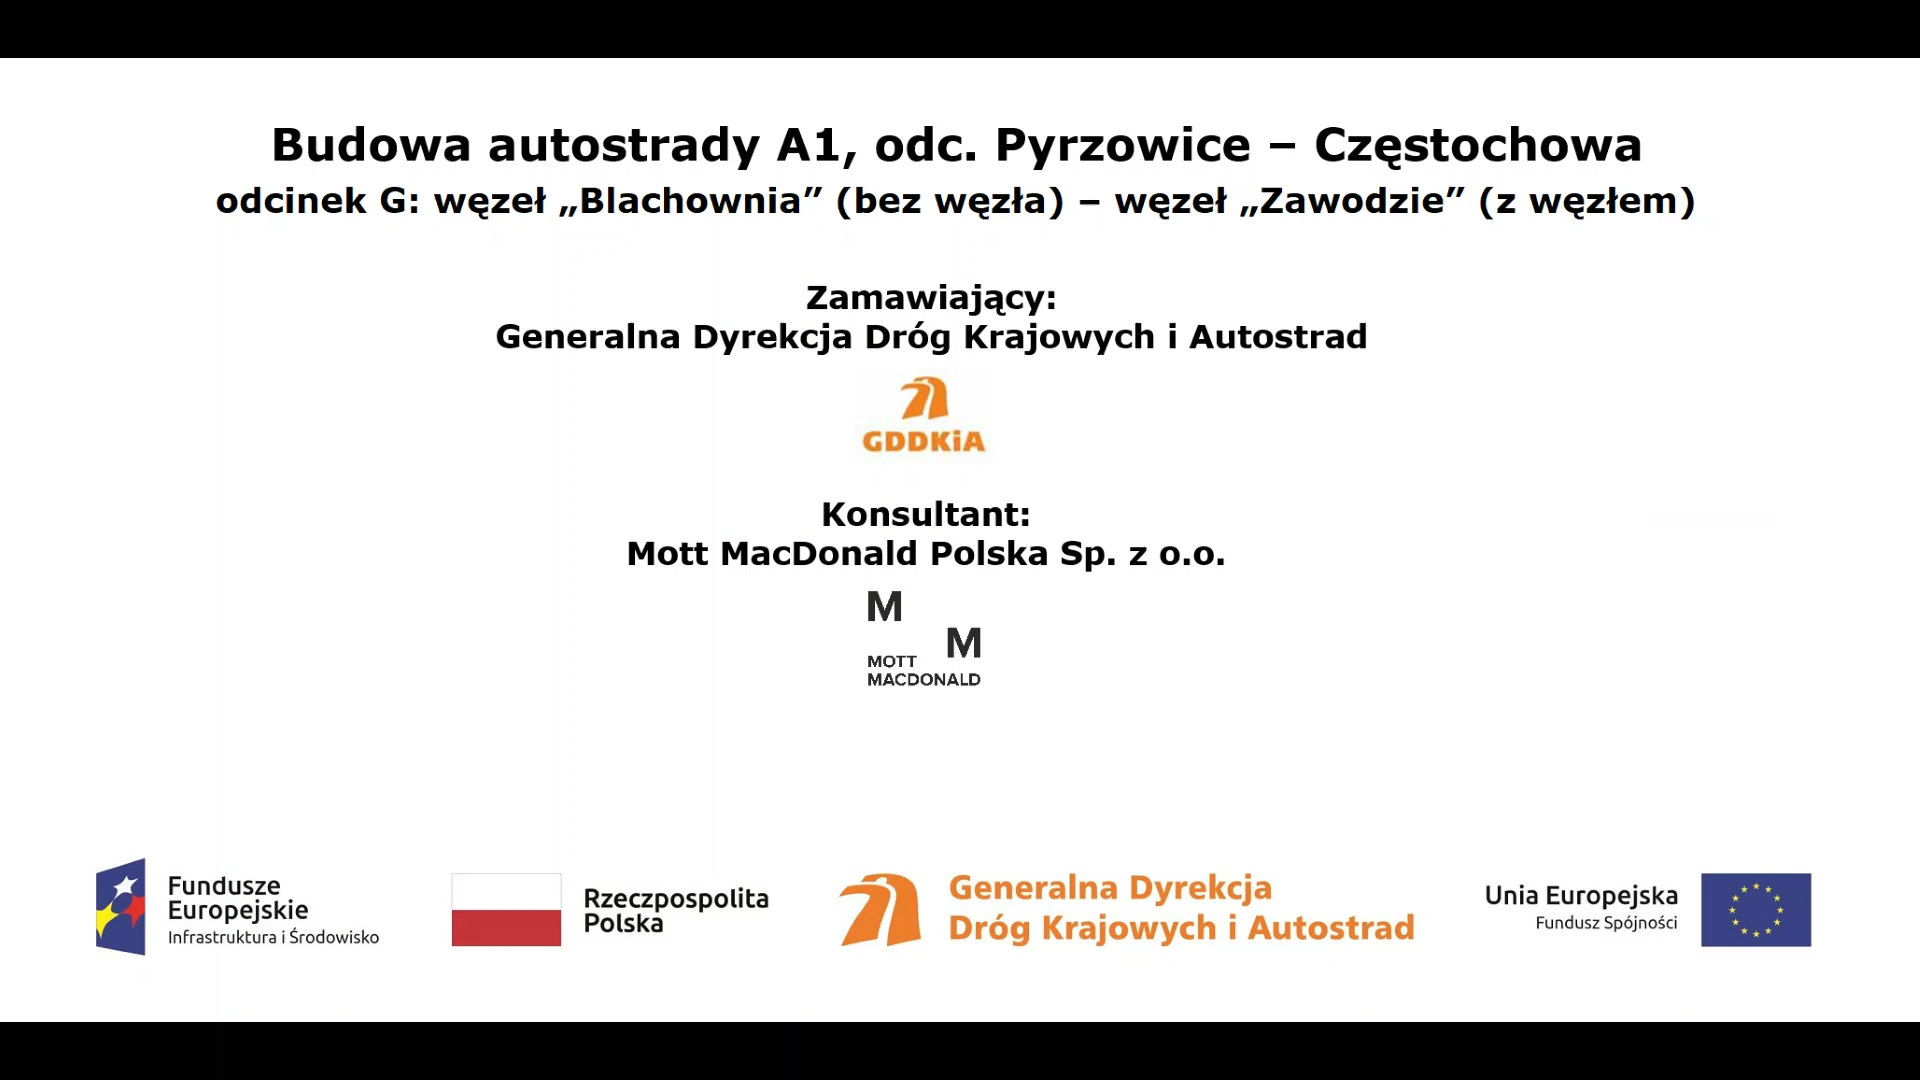 Budowa autostrady A1, odc. Pyrzowice – Częstochowa
odcinek G: węzeł „Blachownia” (bez węzła) – węzeł „Zawodzie” (z węzłem)
Zamawiający:
Generalna Dyrekcja Dróg Krajowych i Autostrad
GDDKiA
Konsultant:
Mott MacDonald Polska Sp. z o.o.
M
M
MOTT
MACDONALD
Fundusze
Europejskie
Infrastruktura i Środowisko
Rzeczpospolita
Polska
Generalna Dyrekcja
Dróg Krajowych i Autostrad
Unia Europejska
Fundusz Spójności